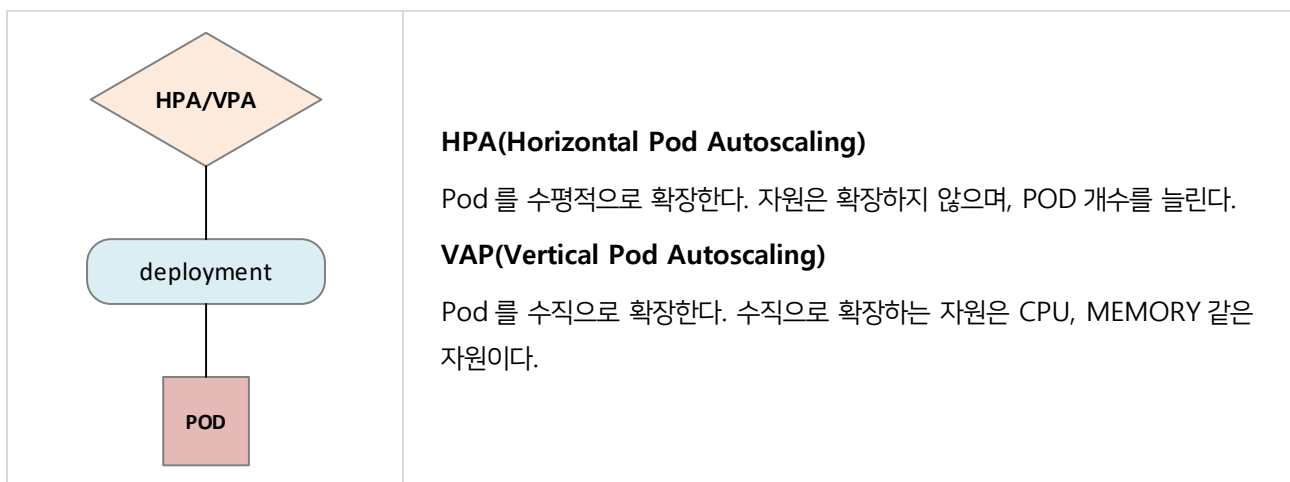 HPA/VPA
deployment
POD
HPA(Horizontal Pod Autoscaling)
Pod 를 수평적으로 확장한다. 자원은 확장하지 않으며, POD 개수를 늘린다.
VAP(Vertical Pod Autoscaling)
Pod 를 수직으로 확장한다. 수직으로 확장하는 자원은 CPU, MEMORY 같은
자원이다.